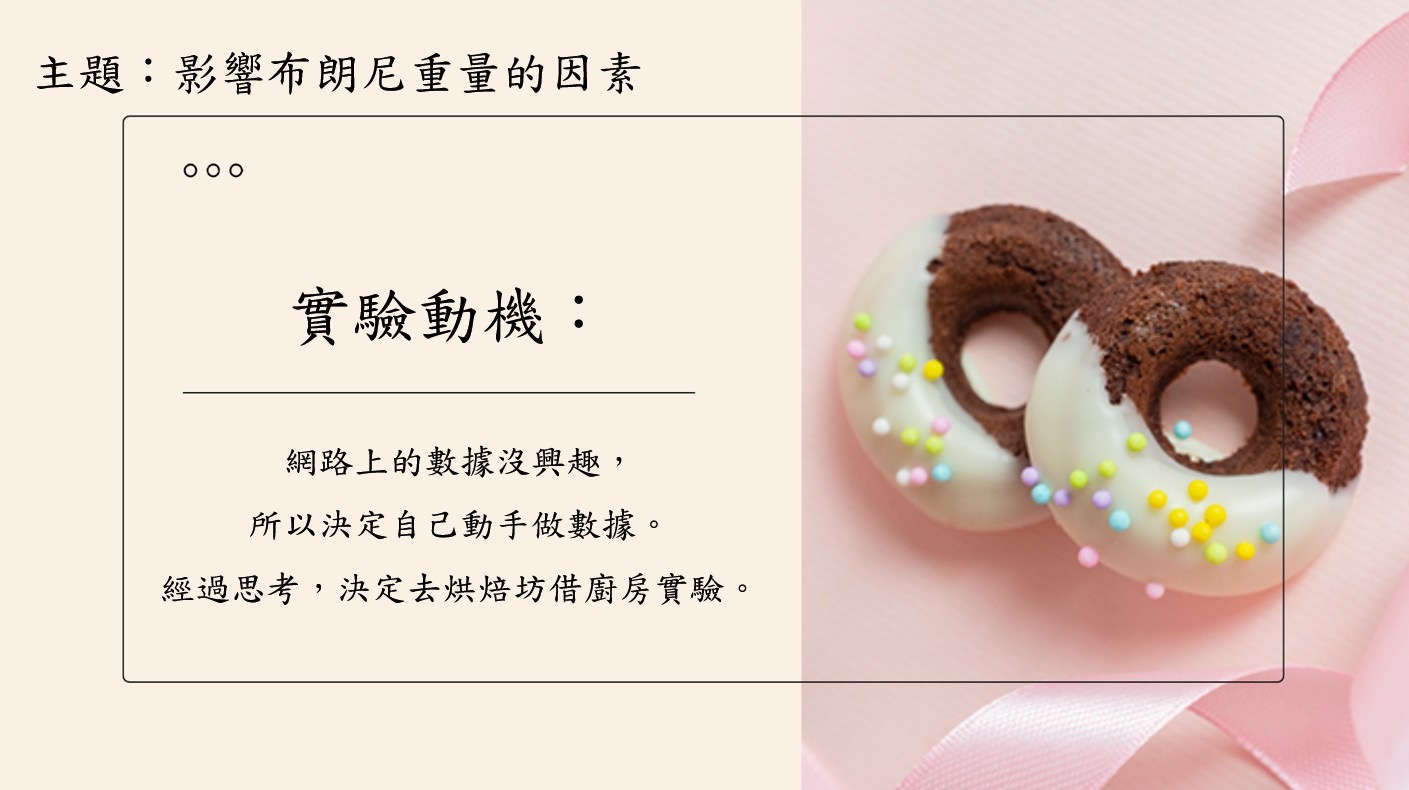 主題：影響布朗尼重量的因素
實驗動機：
網路上的數據沒興趣，
所以決定自己動手做數據。
經過思考，決定去烘焙坊借廚房實驗。